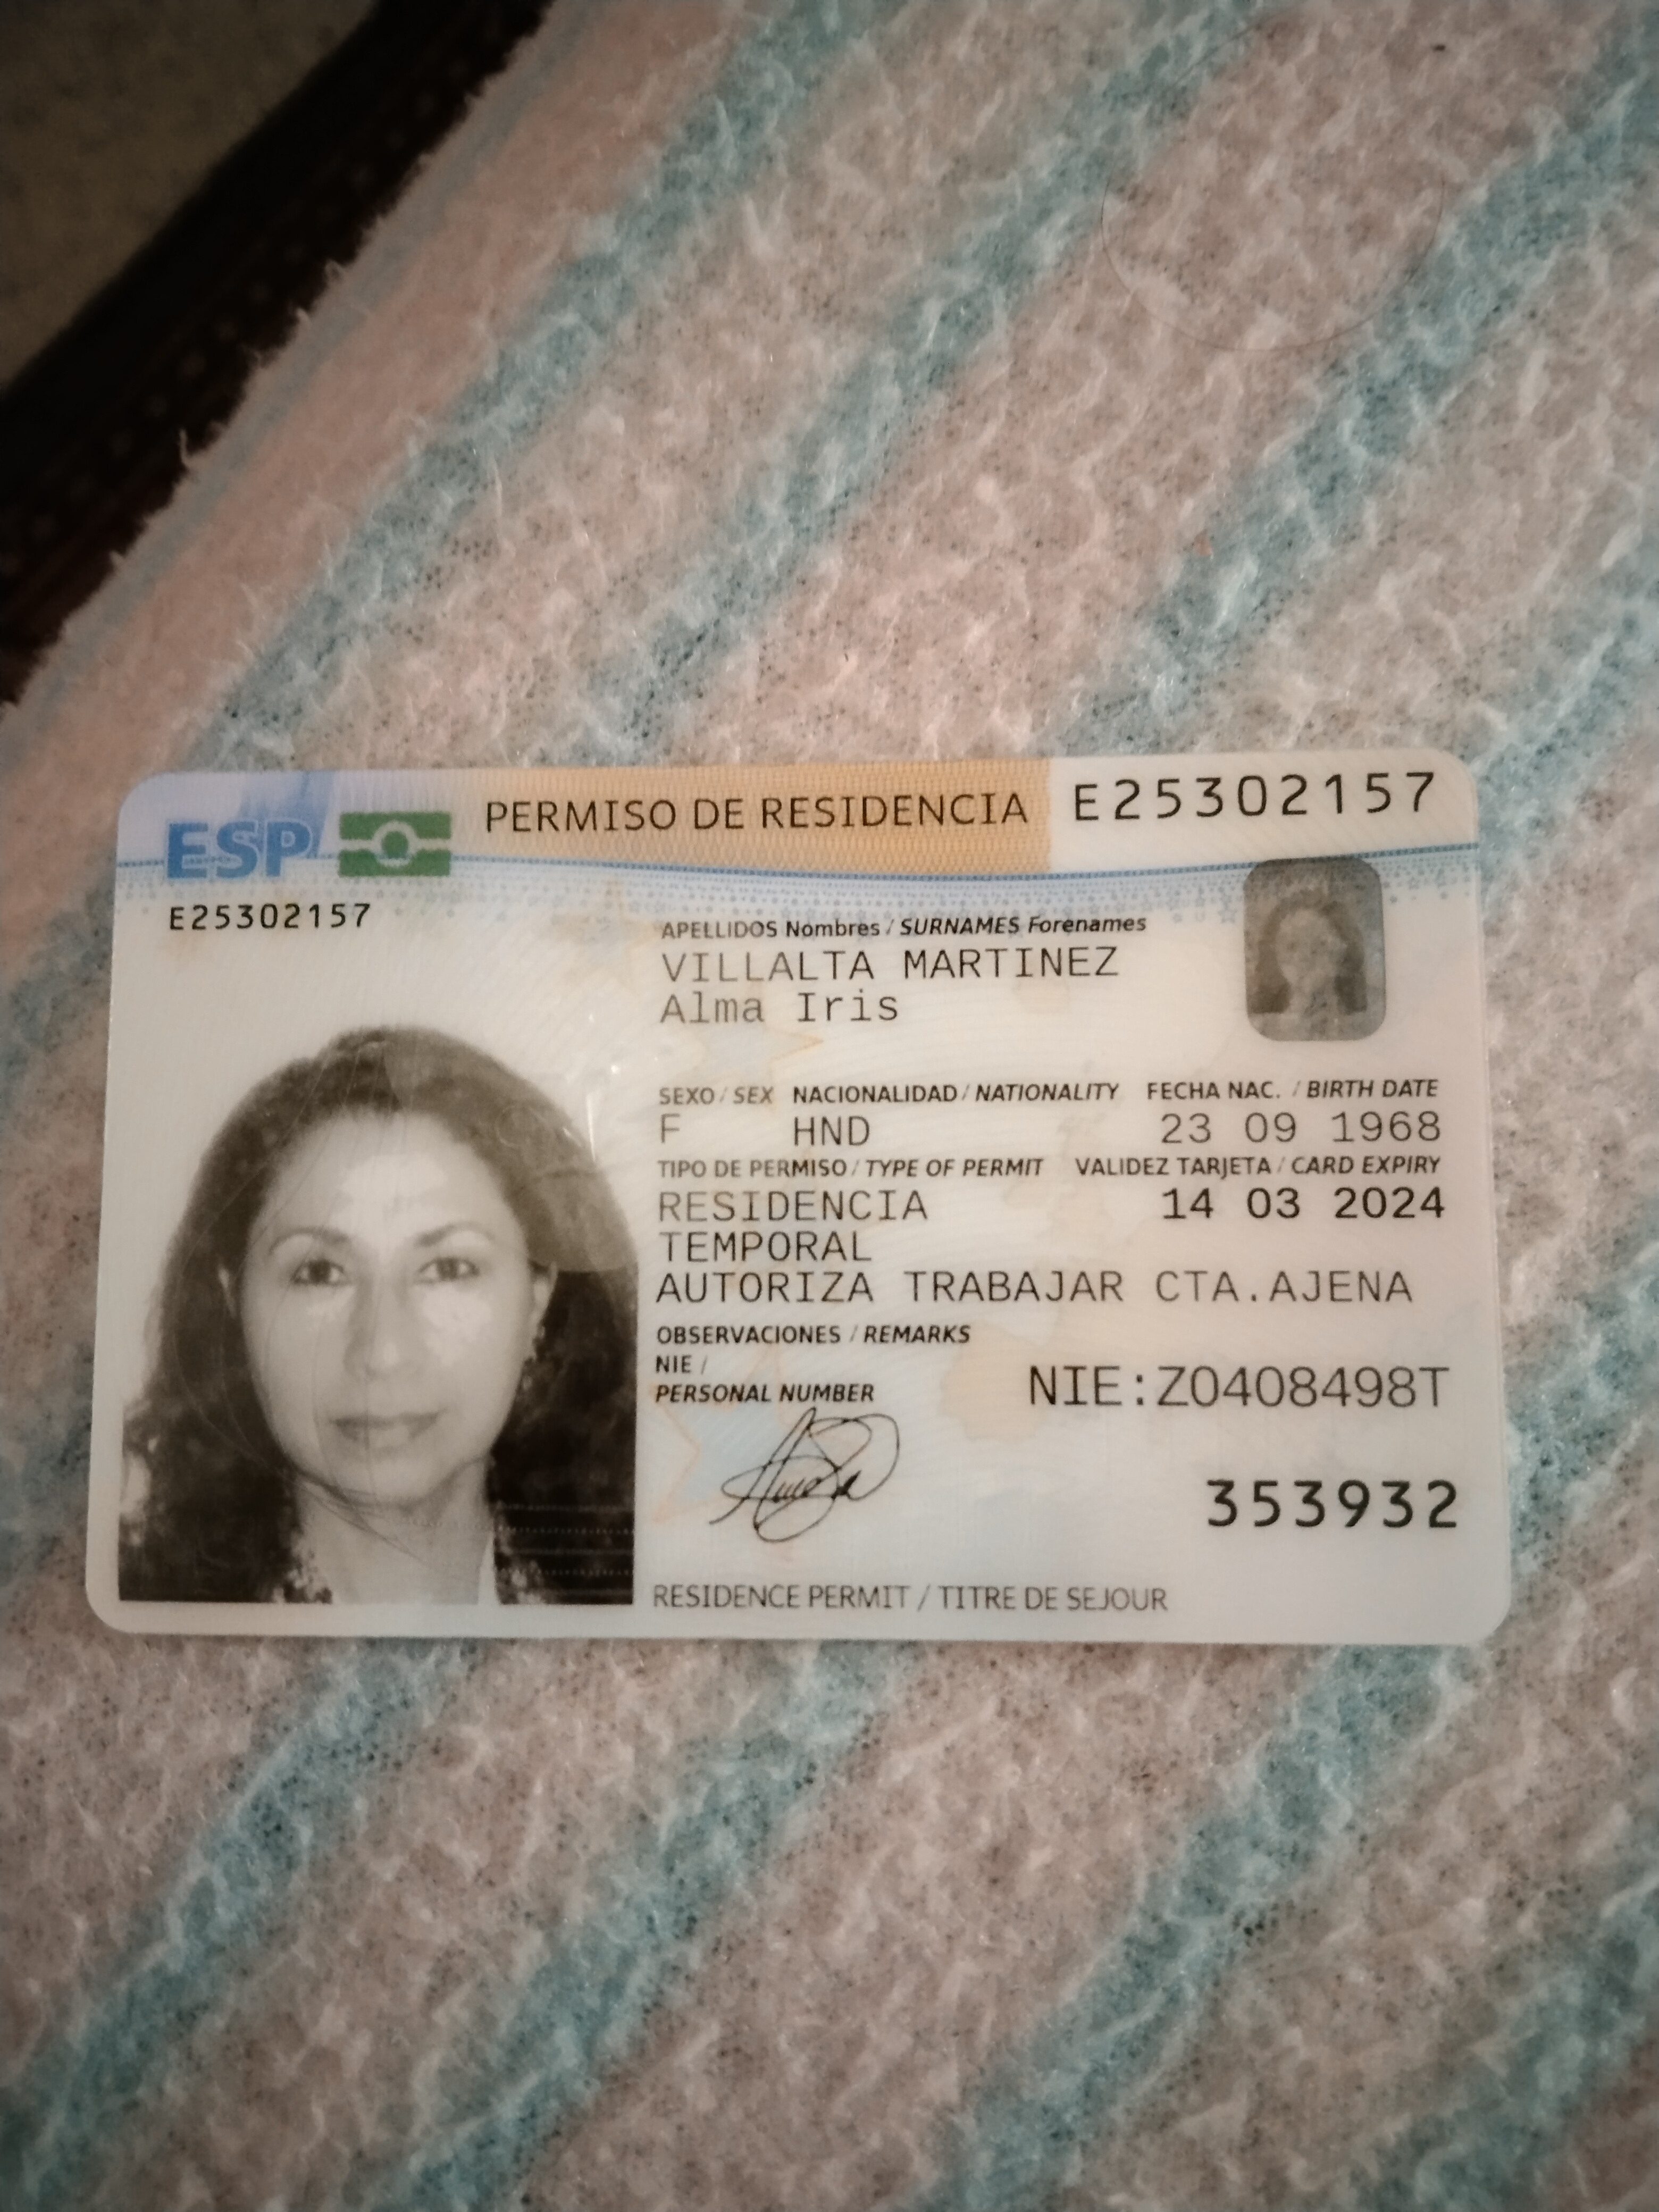 ESP PERMISO DE RESIDENCIA E25302157
E25302157
APELLIDOS Nombres / SURNAMES Forenames
VILLALTA MARTINEZ
Alma Iris
SEXO / SEX NACIONALIDAD / NATIONALITY FECHA NAC. / BIRTH DATE
F HND 23 09 1968
TIPO DE PERMISO / TYPE OF PERMIT VALIDEZ TARJETA / CARD EXPIRY
RESIDENCIA 14 03 2024
TEMPORAL
AUTORIZA TRABAJAR CTA.AJENA
OBSERVACIONES / REMARKS
NIE /
PERSONAL NUMBER NIE:Z0408498T
353932
RESIDENCE PERMIT / TITRE DE SEJOUR